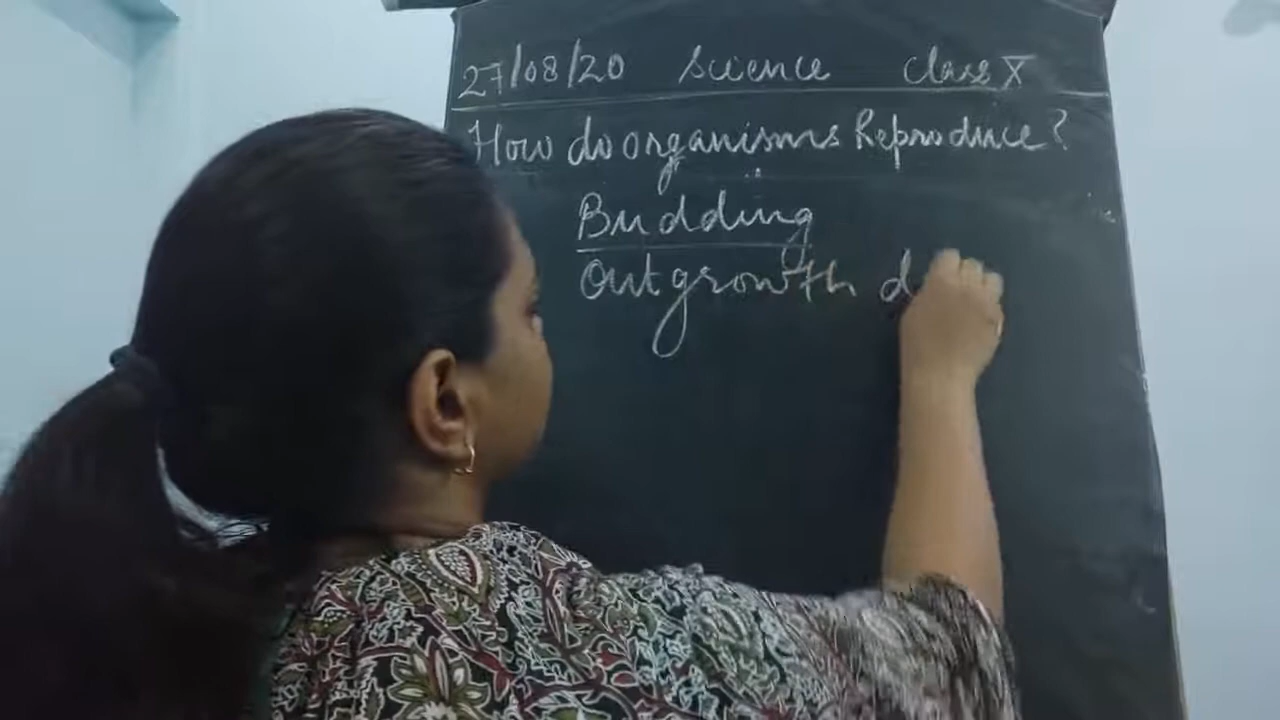 27/08/20 Science Class X
How do organisms Reproduce?
Budding
Outgrowth d